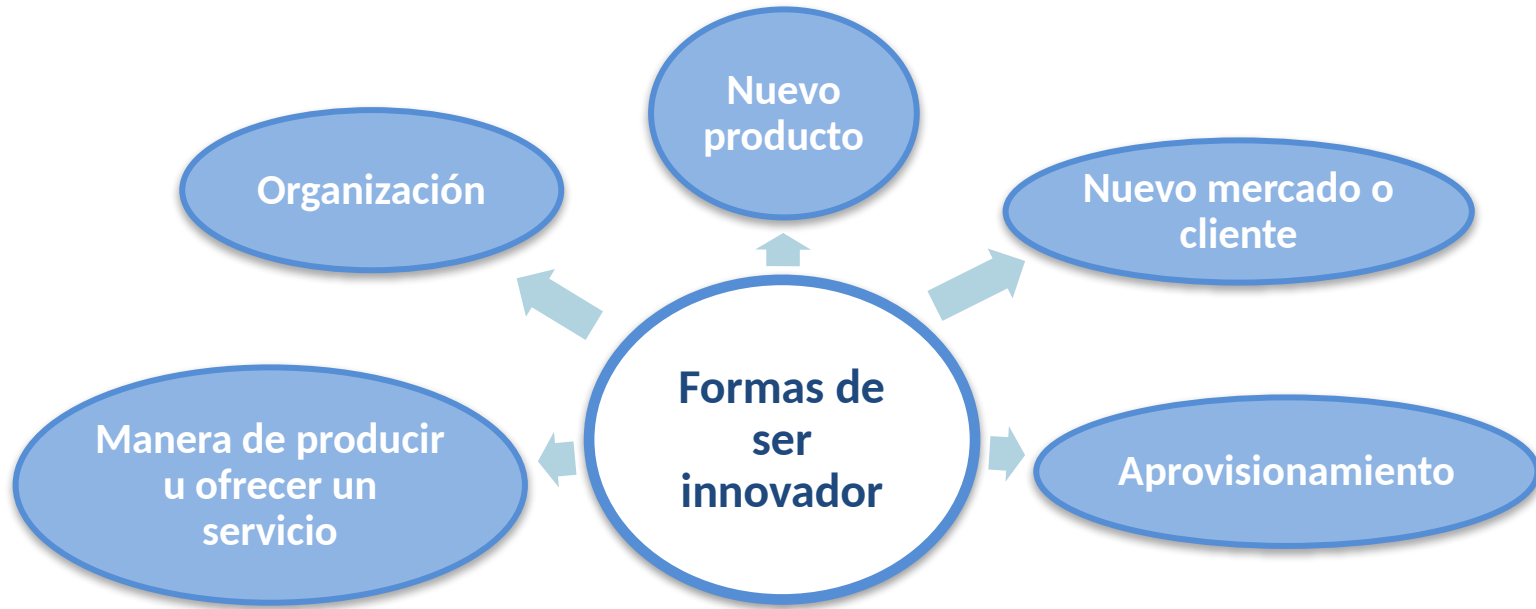 Nuevo
producto
Organización
Nuevo mercado o
cliente
Formas de
ser
innovador
Manera de producir
u ofrecer un
servicio
Aprovisionamiento